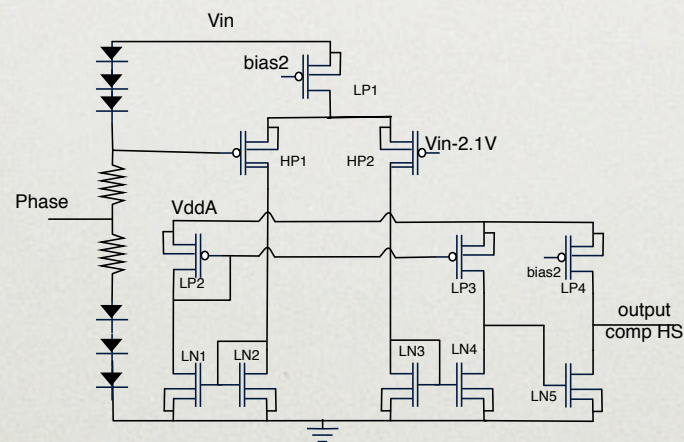 Vin
bias2
LP1
HP1
HP2
Vin-2.1V
Phase
VddA
LP2
LP3
bias2
LP4
output
comp HS
LN1
LN2
LN3
LN4
LN5